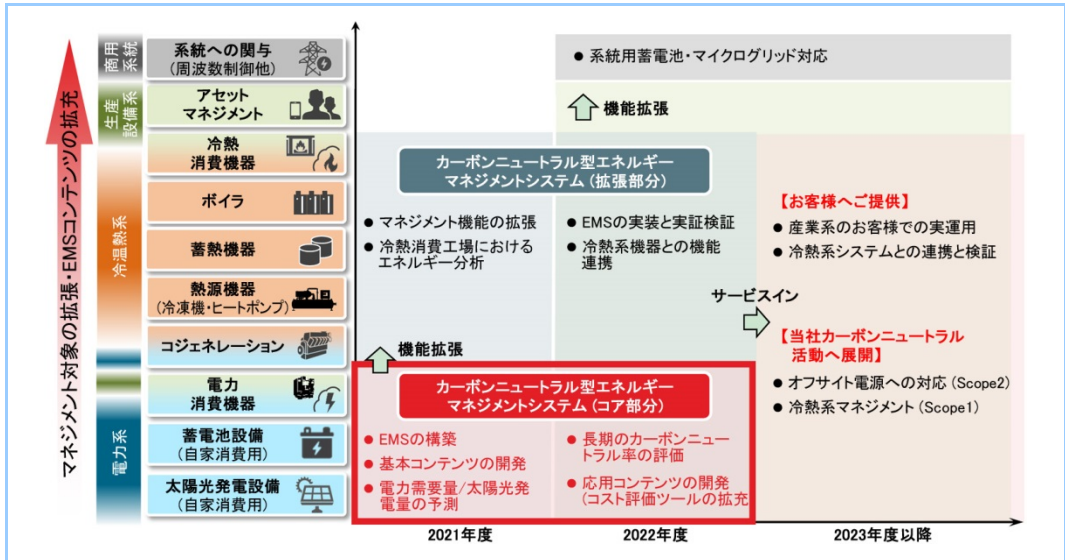 マネジメント対象の拡張・EMSコンテンツの拡充
商用
系統
生産
設備系
冷温熱系
電力系
系統への関与
(周波数制御他)
アセット
マネジメント
冷熱
消費機器
ボイラ
蓄熱機器
熱源機器
(冷凍機・ヒートポンプ)
コジェネレーション
電力
消費機器
蓄電池設備
(自家消費用)
太陽光発電設備
(自家消費用)
● 系統用蓄電池・マイクログリッド対応
機能拡張
カーボンニュートラル型エネルギー
マネジメントシステム (拡張部分)
● マネジメント機能の拡張
● 冷熱消費工場における
エネルギー分析
● EMSの実装と実証検証
● 冷熱系機器との機能
連携
機能拡張
カーボンニュートラル型エネルギー
マネジメントシステム (コア部分)
● EMSの構築
● 基本コンテンツの開発
● 電力需要量/太陽光発
電量の予測
● 長期のカーボンニュー
トラル率の評価
● 応用コンテンツの開発
(コスト評価ツールの拡充
サービスイン
【お客様へご提供】
● 産業系のお客様での実運用
● 冷熱系システムとの連携と検証
【当社カーボンニュートラル
活動へ展開】
● オフサイト電源への対応 (Scope2)
● 冷熱系マネジメント (Scope1)
2021年度
2022年度
2023年度以降